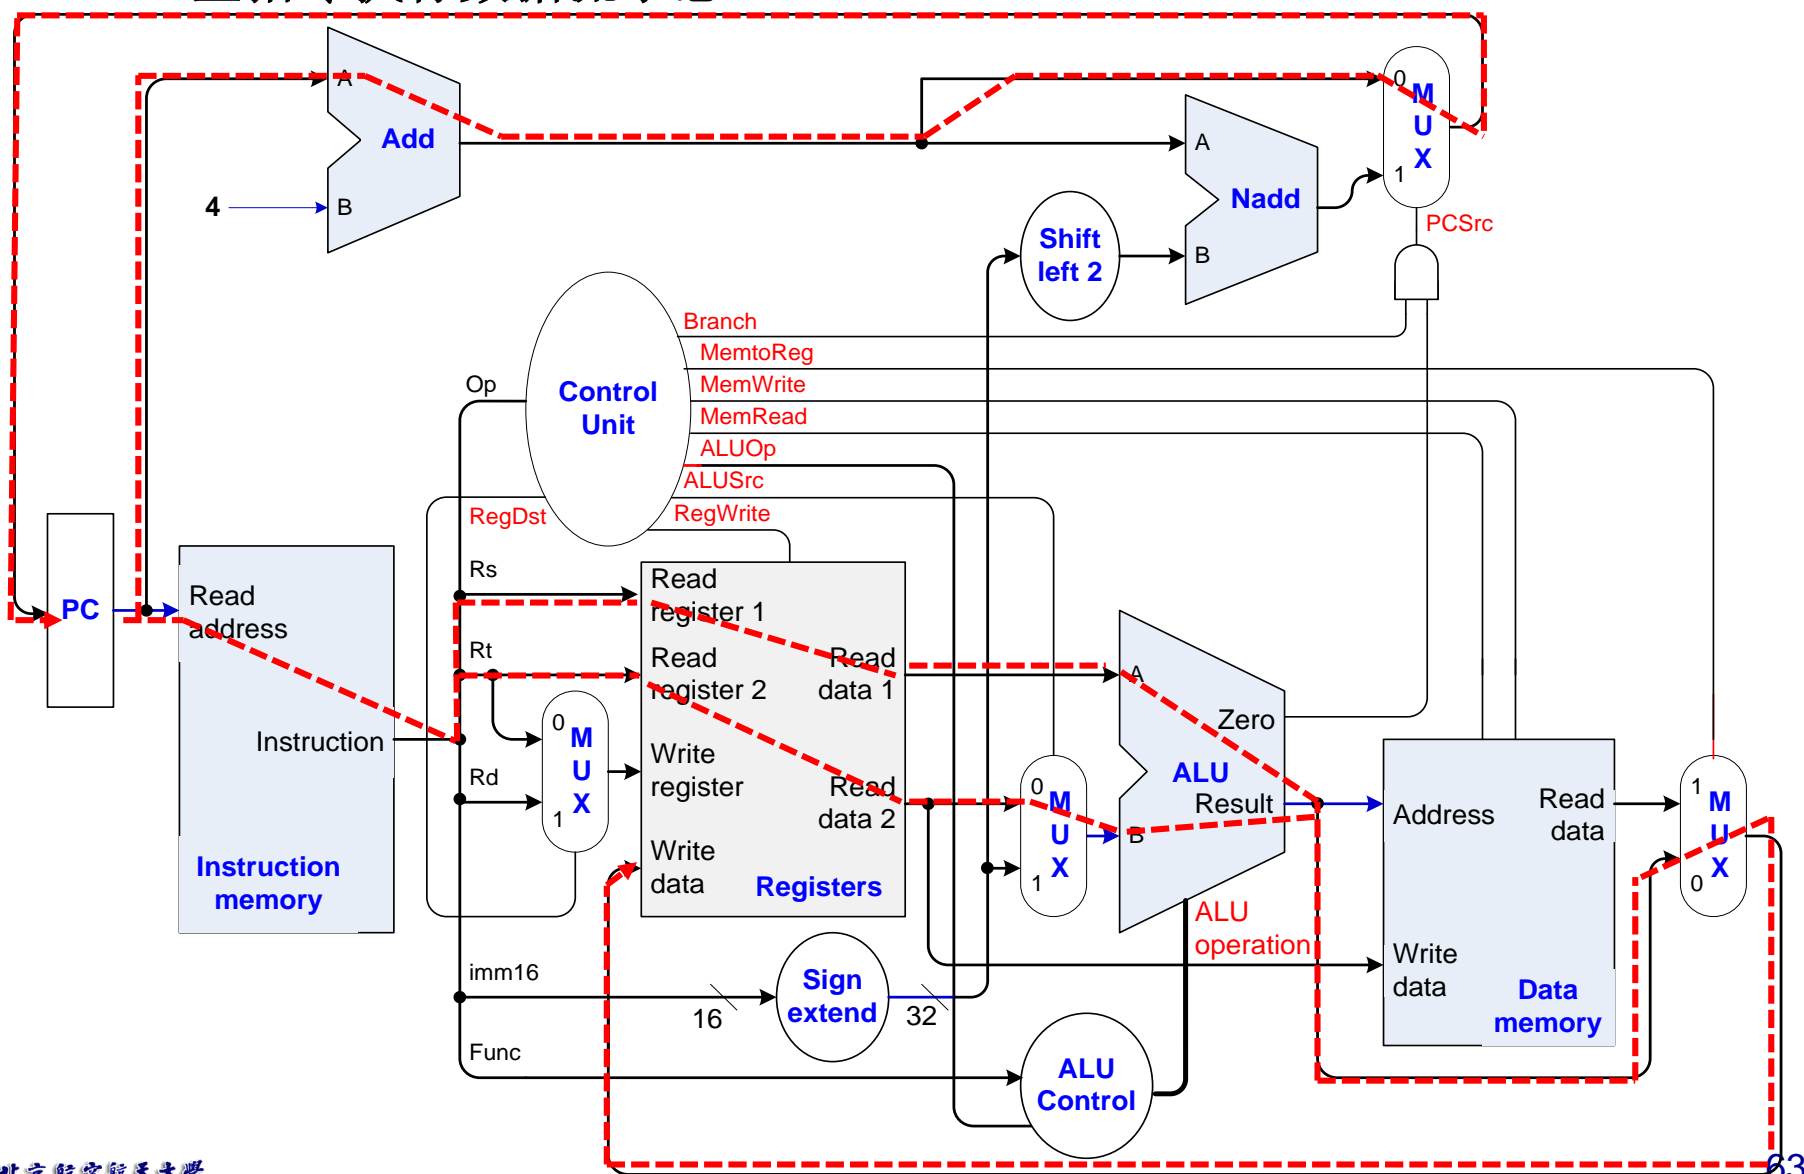 A
Add
4
B
A
Nadd
B
Shift
left 2
0
M
U
X
1
PCSrc
Branch
MemtoReg
MemWrite
MemRead
ALUOp
ALUSrc
RegWrite
RegDst
Op
Control
Unit
PC
Read
address
Instruction
Instruction
memory
Rs
Rt
Rd
imm16
Func
0
M
U
X
1
Read
register 1
Read
register 2
Write
register
Write
data
Read
data 1
Read
data 2
Registers
16
Sign
extend
32
0
M
U
X
1
A
B
Zero
ALU
Result
ALU
operation
ALU
Control
Address
Read
data
Write
data
Data
memory
1
M
U
X
0
63